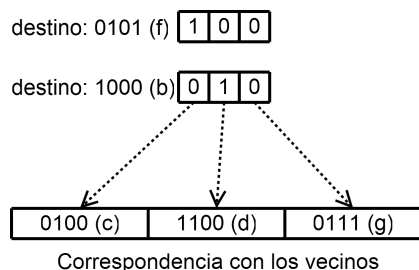 destino: 0101 (f) 1 0 0
destino: 1000 (b) 0 1 0
0100 (c) 1100 (d) 0111 (g)
Correspondencia con los vecinos